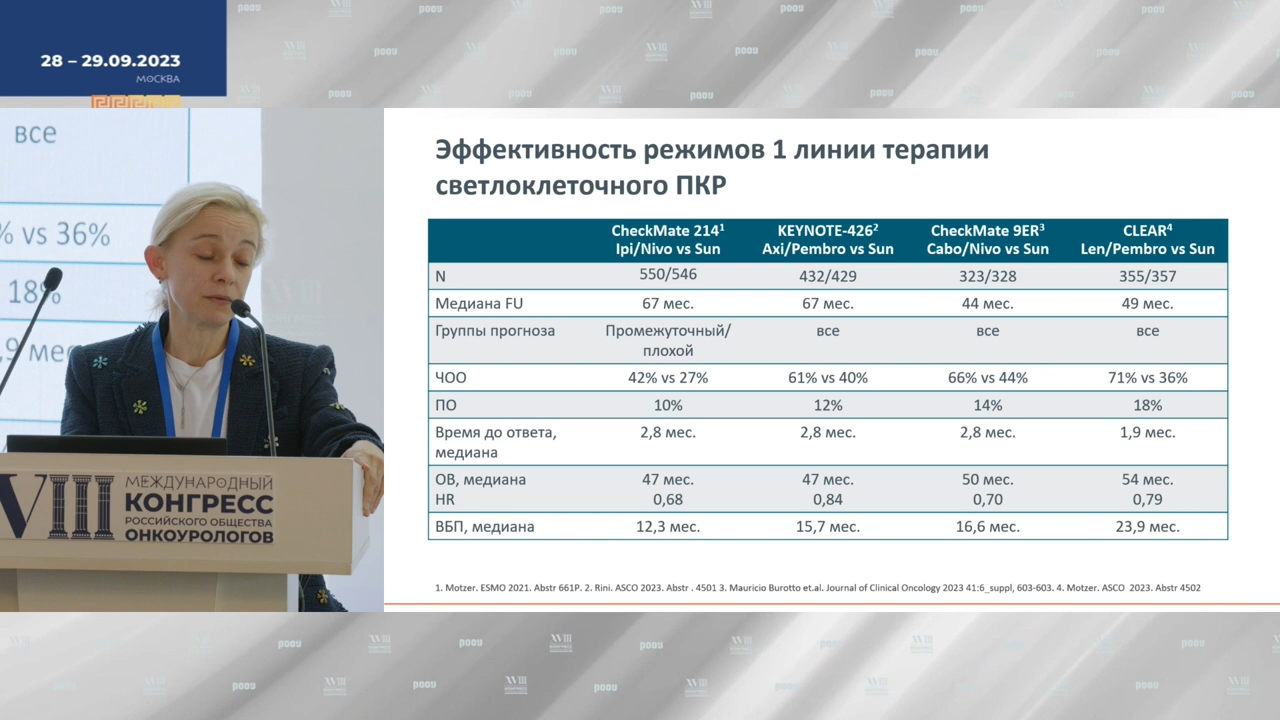 28 – 29.09.2023
МОСКВА
все
% vs 36%
18%
,9 мес
VIII МЕЖДУНАРОДНЫЙ
КОНГРЕСС
РОССИЙСКОГО ОБЩЕСТВА
ОНКОУРОЛОГОВ
Эффективность режимов 1 линии терапии
светлоклеточного ПКР
CheckMate 214¹ KEYNOTE-426² CheckMate 9ER³ CLEAR⁴
Ipi/Nivo vs Sun Axi/Pembro vs Sun Cabo/Nivo vs Sun Len/Pembro vs Sun
N 550/546 432/429 323/328 355/357
Медиана FU 67 мес. 67 мес. 44 мес. 49 мес.
Группы прогноза Промежуточный/ все все все
плохой
ЧОО 42% vs 27% 61% vs 40% 66% vs 44% 71% vs 36%
ПО 10% 12% 14% 18%
Время до ответа, 2,8 мес. 2,8 мес. 2,8 мес. 1,9 мес.
медиана
ОВ, медиана 47 мес. 47 мес. 50 мес. 54 мес.
HR 0,68 0,84 0,70 0,79
ВБП, медиана 12,3 мес. 15,7 мес. 16,6 мес. 23,9 мес.
1. Motzer. ESMO 2021. Abstr 661P. 2. Rini. ASCO 2023. Abstr . 4501 3. Mauricio Burotto et.al. Journal of Clinical Oncology 2023 41:6_suppl, 603-603. 4. Motzer. ASCO 2023. Abstr 4502